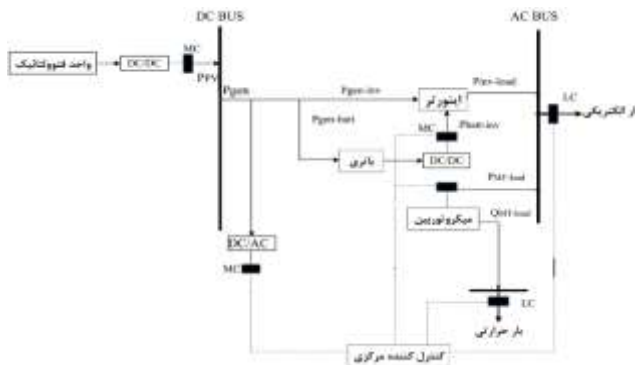 DC BUS
AC BUS
MC
واحد فتوولتائیک
DC/DC
PPV
Pgen
Pgen-inv
Pinv-load
اینورتر
LC
بار الکتریکی
Pgen-batt
MC
Pbatt-inv
باتری
DC/DC
PMT-load
میکروتوربین
QMT-load
DC/AC
MC
LC
بار حرارتی
کنترل کننده مرکزی